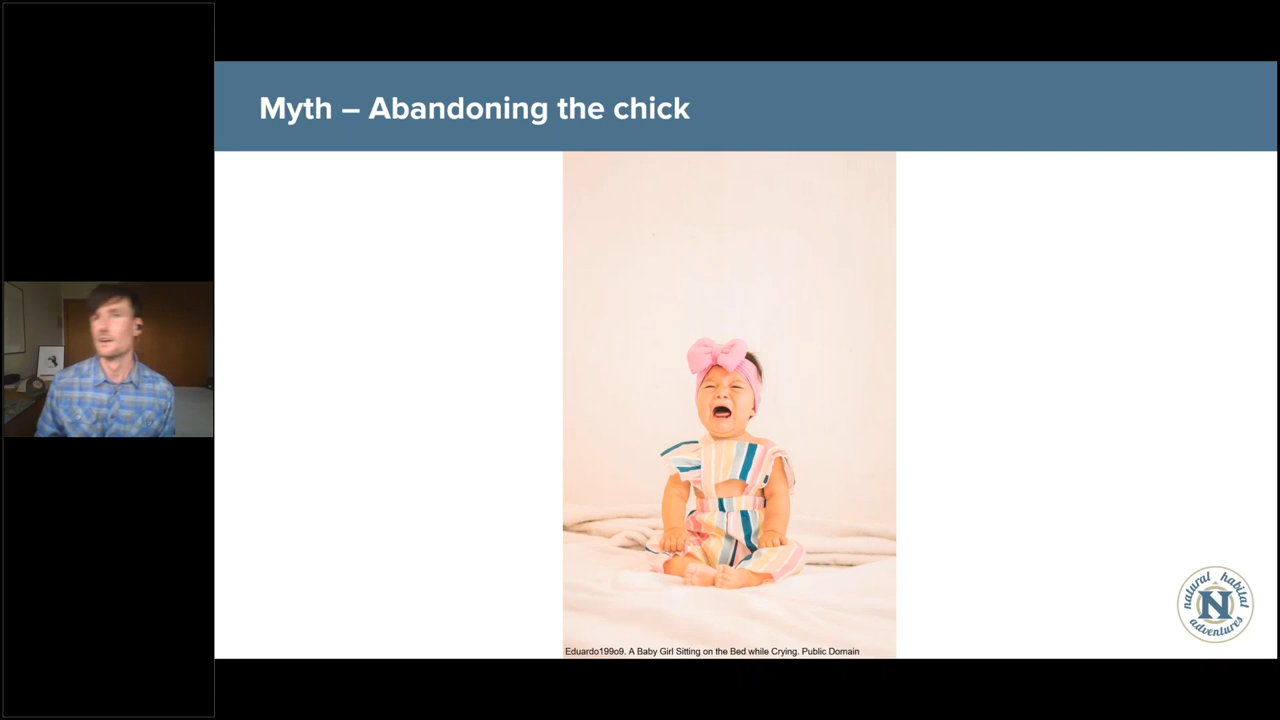 Myth – Abandoning the chick
natural habitat
N
adventures
Eduardo199o9. A Baby Girl Sitting on the Bed while Crying. Public Domain